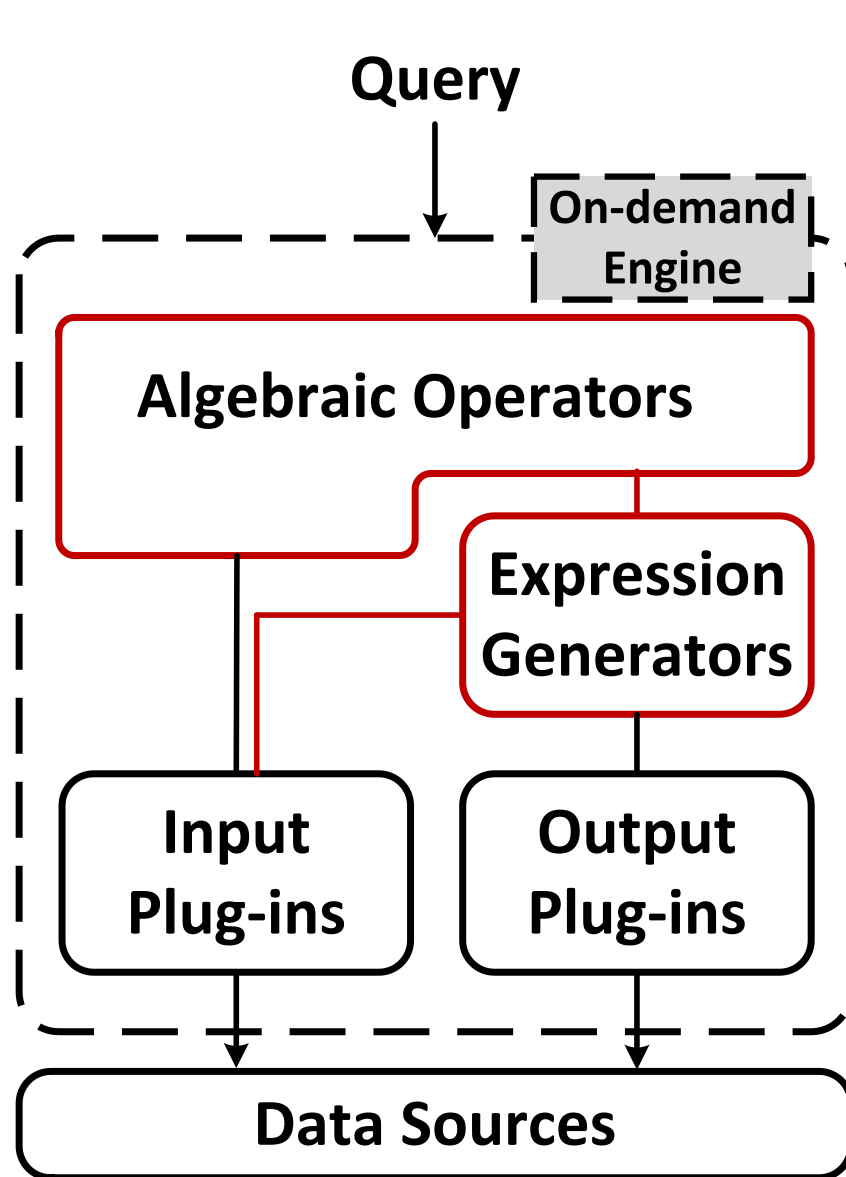 Query
On-demand
Engine
Algebraic Operators
Expression
Generators
Input
Plug-ins
Output
Plug-ins
Data Sources